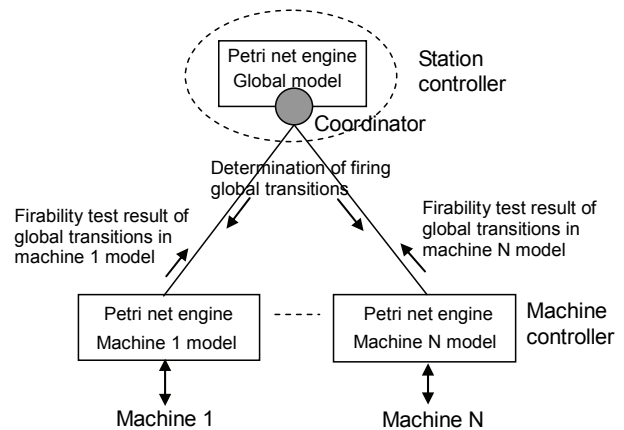 Petri net engine
Global model
Station
controller
Coordinator
Determination of firing
global transitions
Firability test result of
global transitions in
machine 1 model
Firability test result of
global transitions in
machine N model
Petri net engine
Machine 1 model
Petri net engine
Machine N model
Machine
controller
Machine 1
Machine N